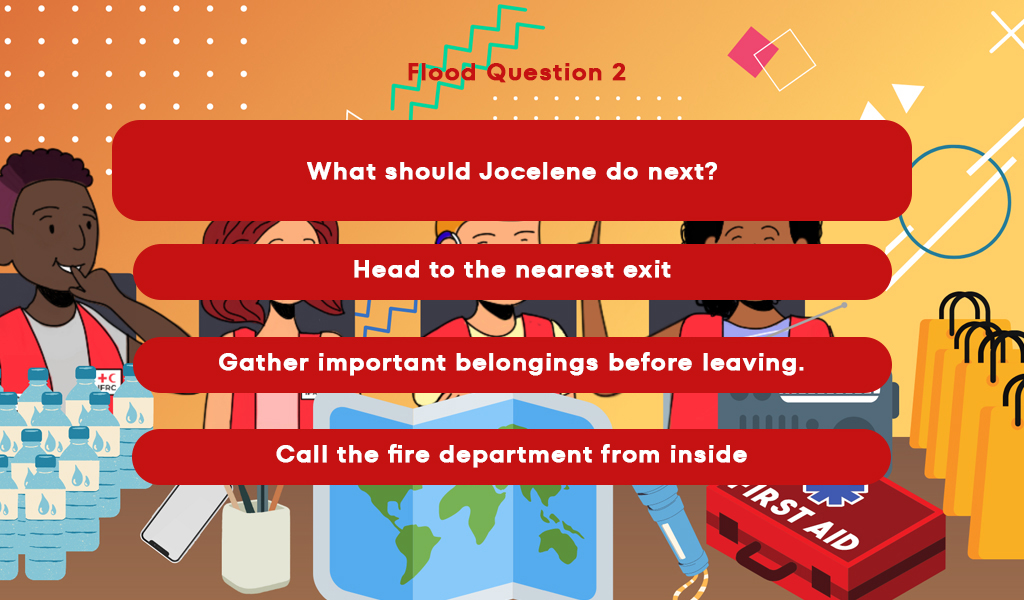 Flood Question 2
What should Jocelene do next?
Head to the nearest exit
Gather important belongings before leaving.
Call the fire department from inside
IFRC
FIRST AID